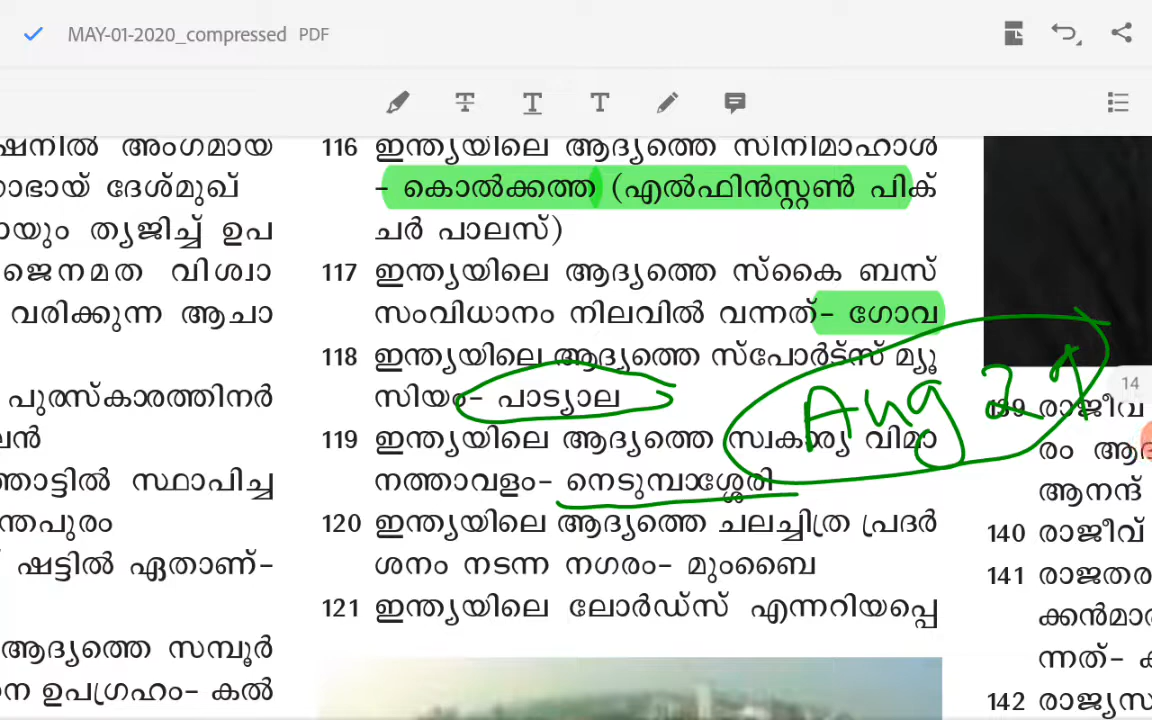 MAY-01-2020_compressed PDF
ഷനിൽ അംഗമായ
ാഭായ് ദേശ്മുഖ്
ായും ത്യജിച്ച് ഉപ
ജൈനമത വിശ്വാ
വരിക്കുന്ന ആചാ
പുരസ്കാരത്തിനർ
ലൻ
ന്തോട്ടിൽ സ്ഥാപിച്ച
ന്തപുരം
ഷട്ടിൽ ഏതാണ്-
ആദ്യത്തെ സമ്പൂർ
ന ഉപഗ്രഹം- കൽ
116 ഇന്ത്യയിലെ ആദ്യത്തെ സിനിമാഹാൾ
- കൊൽക്കത്ത (എൽഫിൻസ്റ്റൺ പിക്
ചർ പാലസ്)
117 ഇന്ത്യയിലെ ആദ്യത്തെ സ്കൈ ബസ്
സംവിധാനം നിലവിൽ വന്നത്- ഗോവ
118 ഇന്ത്യയിലെ ആദ്യത്തെ സ്പോർട്സ് മ്യൂ
സിയം- പാട്യാല
119 ഇന്ത്യയിലെ ആദ്യത്തെ സ്വകാര്യ വിമാ
നത്താവളം- നെടുമ്പാശ്ശേരി
120 ഇന്ത്യയിലെ ആദ്യത്തെ ചലച്ചിത്ര പ്രദർ
ശനം നടന്ന നഗരം- മുംബൈ
121 ഇന്ത്യയിലെ ലോർഡ്സ് എന്നറിയപ്പെ
Aug 21
14
139 രാജീവ
രം ആദ
ആനന്ദ്
140 രാജീവ്
141 രാജതര
ക്കൻമാര
ന്നത്- ക
142 രാജ്യസ